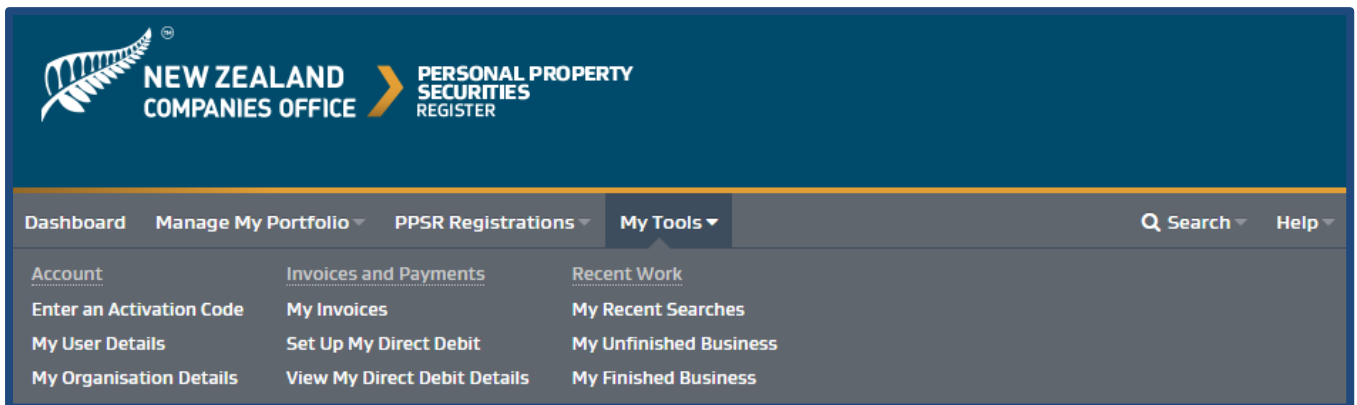 TM
NEW ZEALAND
COMPANIES OFFICE
PERSONAL PROPERTY
SECURITIES
REGISTER
Dashboard Manage My Portfolio PPSR Registrations My Tools Search Help
Account Invoices and Payments Recent Work
Enter an Activation Code My Invoices My Recent Searches
My User Details Set Up My Direct Debit My Unfinished Business
My Organisation Details View My Direct Debit Details My Finished Business